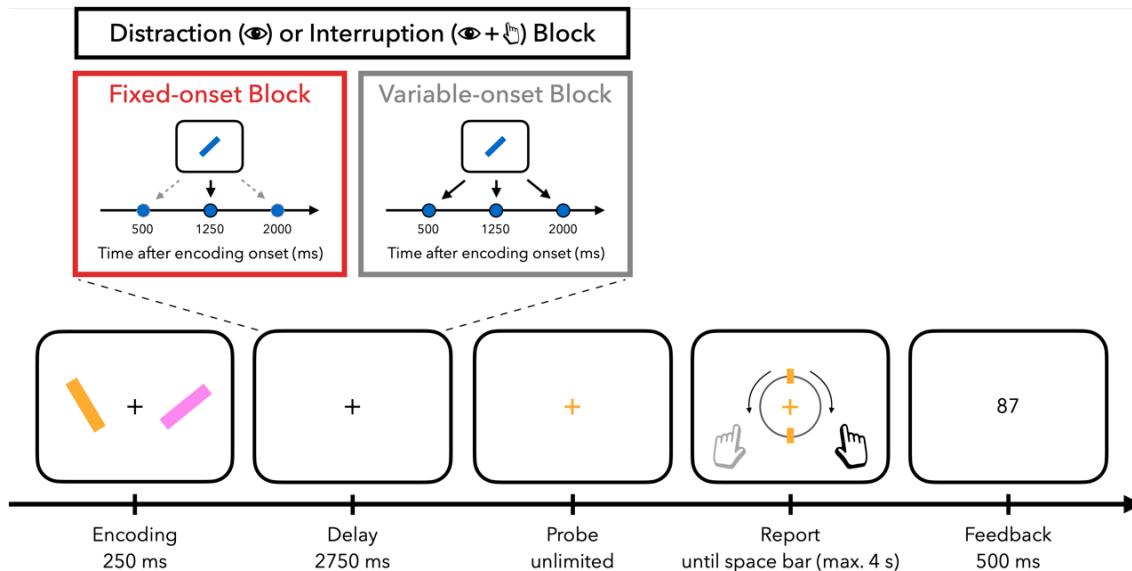 Distraction (👁) or Interruption (👁+👆) Block
Fixed-onset Block
500 1250 2000
Time after encoding onset (ms)
Variable-onset Block
500 1250 2000
Time after encoding onset (ms)
87
Encoding
250 ms
Delay
2750 ms
Probe
unlimited
Report
until space bar (max. 4 s)
Feedback
500 ms